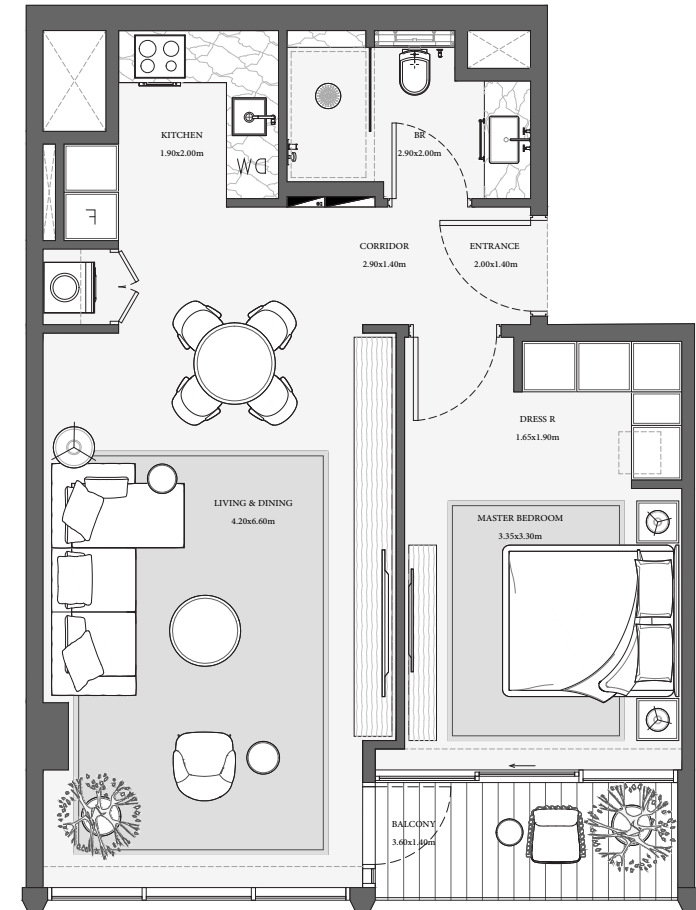 KITCHEN
1.90x2.00m
BR
2.90x2.00m
DW
F
CORRIDOR
2.90x1.40m
ENTRANCE
2.00x1.40m
DRESS R
1.65x1.90m
LIVING & DINING
4.20x6.60m
MASTER BEDROOM
3.35x3.30m
BALCONY
3.60x1.40m